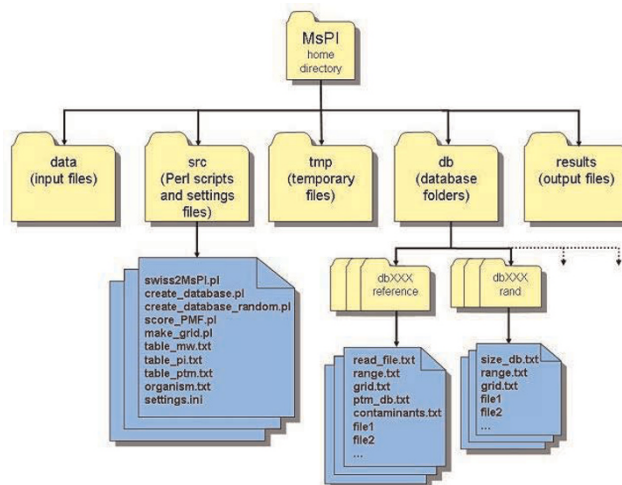 MsPI
home
directory
data
(input files)
src
(Perl scripts
and settings
files)
tmp
(temporary
files)
db
(database
folders)
results
(output files)
swiss2MsPI.pl
create_database.pl
create_database_random.pl
score_PMF.pl
make_grid.pl
table_mw.txt
table_pi.txt
table_ptm.txt
organism.txt
settings.ini
dbXXX
reference
dbXXX
rand
read_file.txt
range.txt
grid.txt
ptm_db.txt
contaminants.txt
file1
file2
...
size_db.txt
range.txt
grid.txt
file1
file2
...